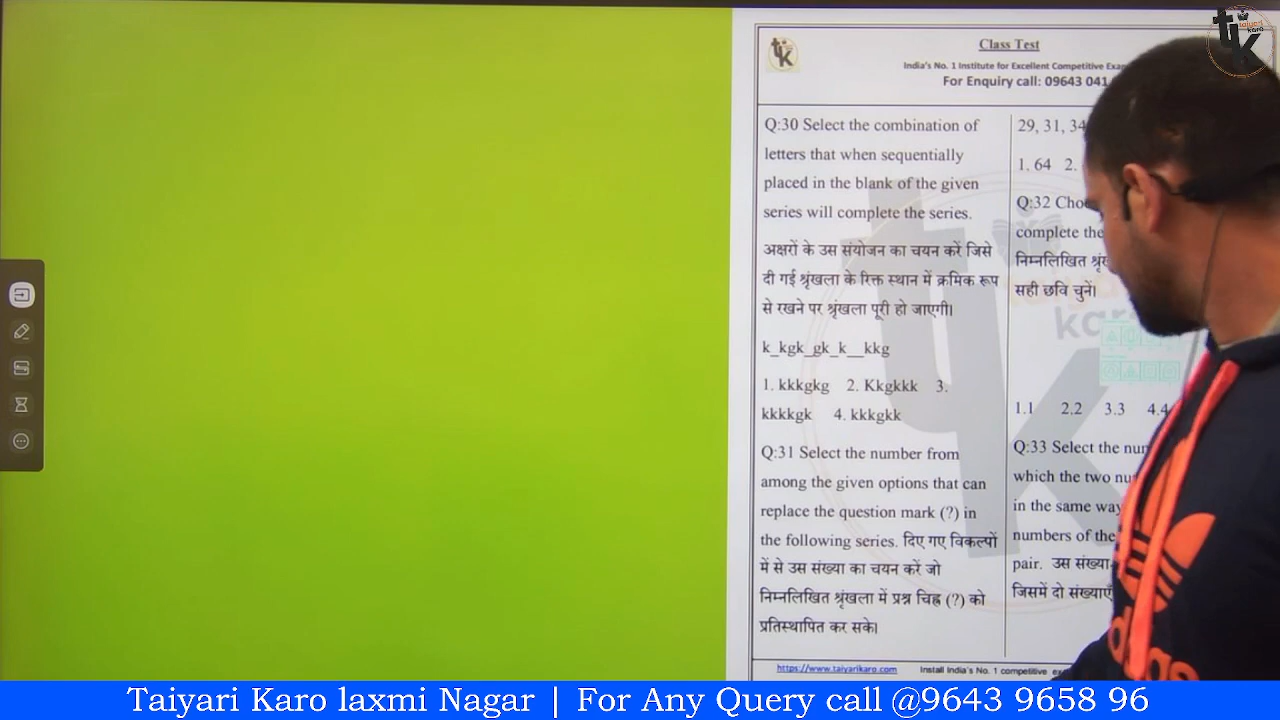 Class Test
India's No. 1 Institute for Excellent Competitive
For Enquiry call: 09643 041
Q:30 Select the combination of
letters that when sequentially
placed in the blank of the given
series will complete the series.
अक्षरों के उस संयोजन का चयन करें जिसे
दी गई श्रृंखला के रिक्त स्थान में क्रमिक रूप
से रखने पर श्रृंखला पूरी हो जाएगी।
k_kgk_gk_k__kkg
1. kkkgkg 2. Kkgkkk 3.
kkkkgk 4. kkkgkk
Q:31 Select the number from
among the given options that can
replace the question mark (?) in
the following series. दिए गए विकल्पों
में से उस संख्या का चयन करें जो
निम्नलिखित श्रृंखला में प्रश्न चिह्न (?) को
प्रतिस्थापित कर सके।
29, 31, 34
1. 64 2.
Q:32
complete the
निम्नलिखित
सही छवि चुनें।
1.1 2.2 3.3 4.4
Q:33 Select the
which the two
in the same way
numbers of the
pair. उस संख्या
जिसमें दो संख्याएँ
https://www.taiyarikaro.com Install India's No. 1 competitive
Taiyari Karo laxmi Nagar | For Any Query call @9643 9658 96